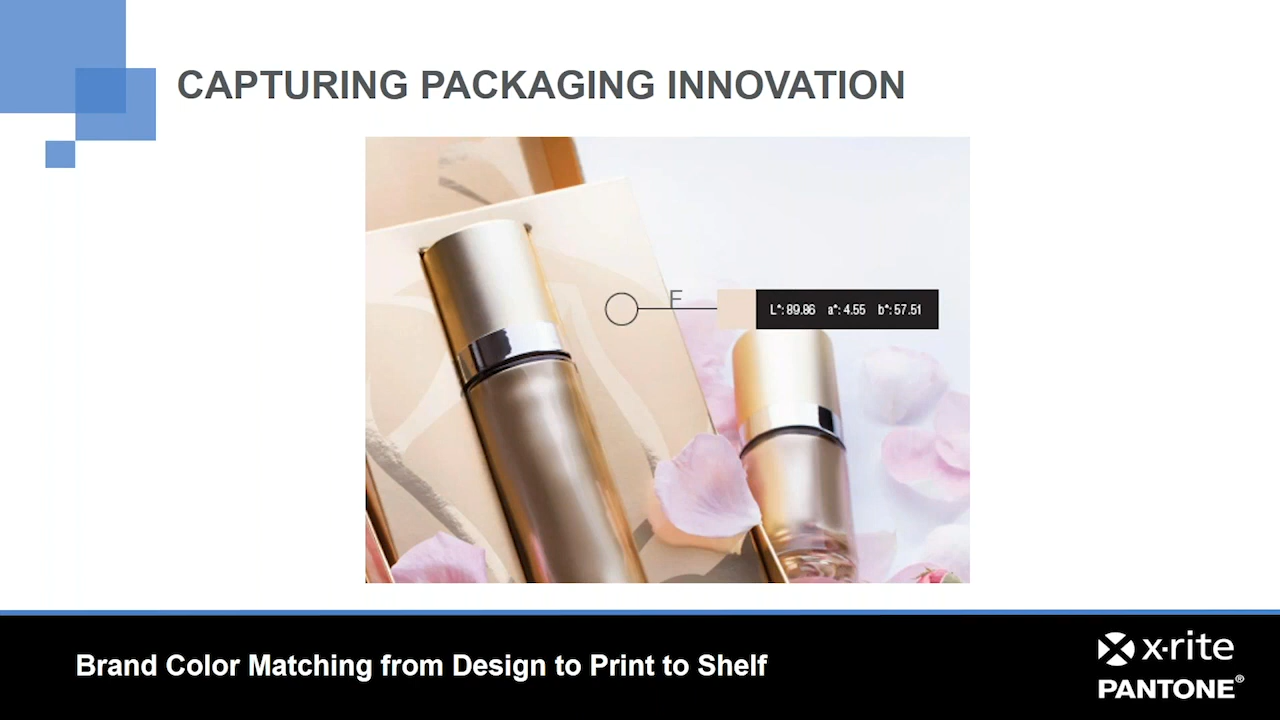 CAPTURING PACKAGING INNOVATION
F
L*: 89.86 a*: 4.55 b*: 57.51
Brand Color Matching from Design to Print to Shelf
x·rite
PANTONE®